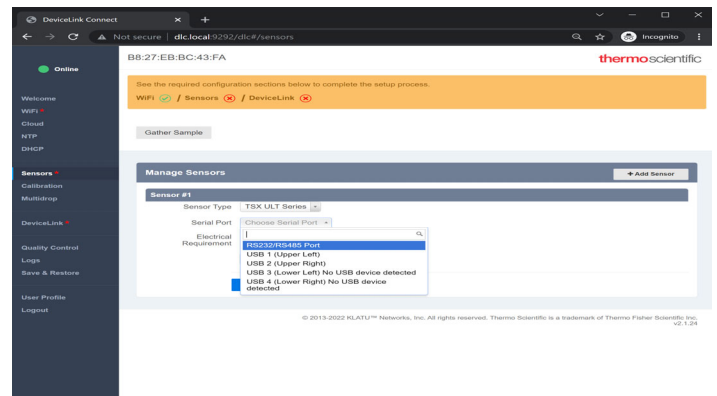 DeviceLink Connect
Not secure | dlc.local:9292/dlc#/sensors
Incognito
Online
Welcome
WiFi *
Cloud
NTP
DHCP
Sensors *
Calibration
Multidrop
DeviceLink *
Quality Control
Logs
Save & Restore
User Profile
Logout
B8:27:EB:BC:43:FA
thermoscientific
See the required configuration sections below to complete the setup process.
WiFi / Sensors / DeviceLink
Gather Sample
Manage Sensors
+ Add Sensor
Sensor #1
Sensor Type TSX ULT Series
Serial Port Choose Serial Port
Electrical
Requirement
RS232/RS485 Port
USB 1 (Upper Left)
USB 2 (Upper Right)
USB 3 (Lower Left) No USB device detected
USB 4 (Lower Right) No USB device
detected
© 2013-2022 KLATU™ Networks, Inc. All rights reserved. Thermo Scientific is a trademark of Thermo Fisher Scientific Inc.
v2.1.24